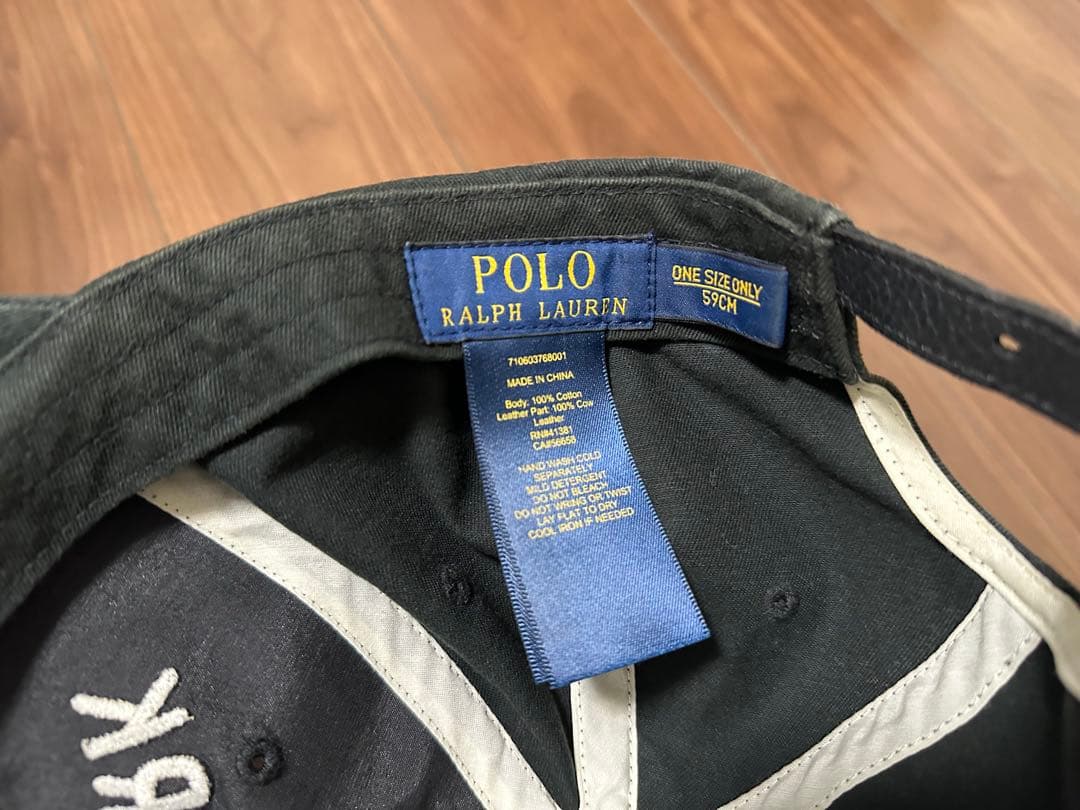 POLO
RALPH LAUREN
ONE SIZE ONLY
59CM
710603768001
MADE IN CHINA
Body: 100% Cotton
Leather Part: 100% Cow
Leather
RN#41381
CA#56658
HAND WASH COLD
SEPARATELY
MILD DETERGENT
DO NOT BLEACH
DO NOT WRING OR TWIST
LAY FLAT TO DRY
COOL IRON IF NEEDED